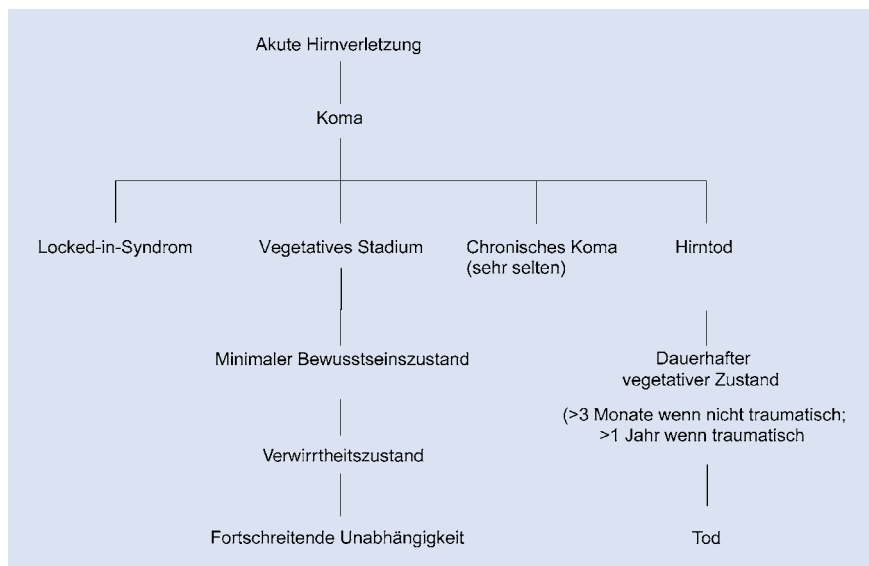 Akute Hirnverletzung
Koma
Locked-in-Syndrom
Vegetatives Stadium
Chronisches Koma
(sehr selten)
Hirntod
Minimaler Bewusstseinszustand
Dauerhafter
vegetativer Zustand
(>3 Monate wenn nicht traumatisch;
>1 Jahr wenn traumatisch
Verwirrtheitszustand
Fortschreitende Unabhängigkeit
Tod